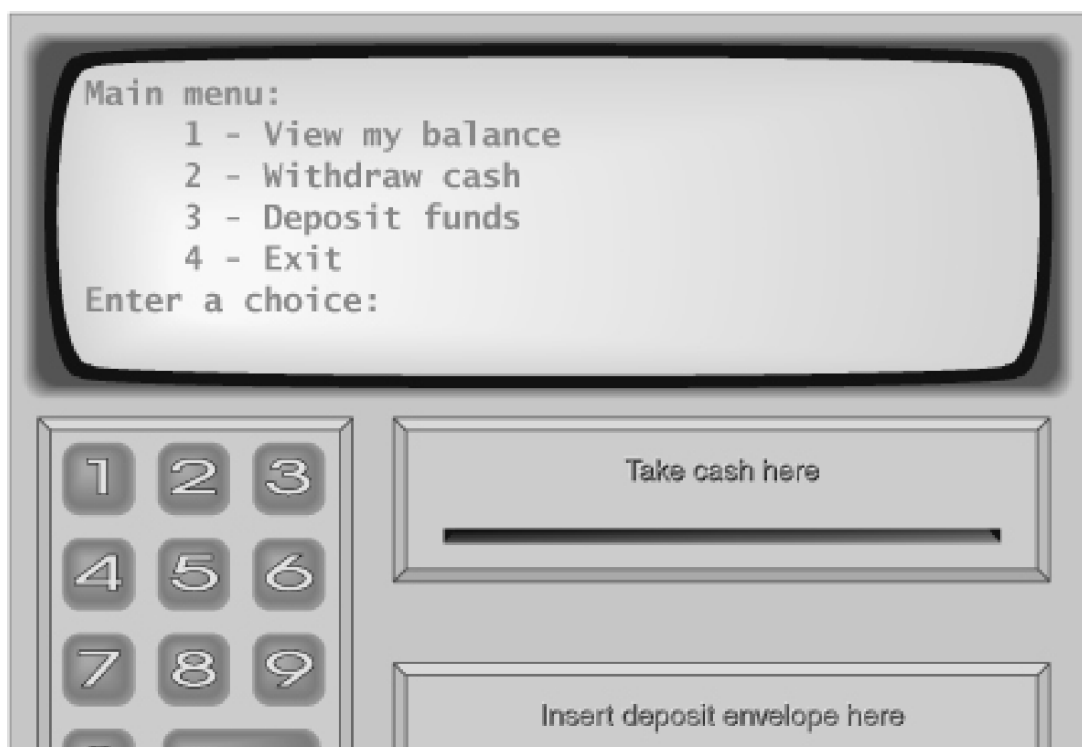 Main menu:
1 - View my balance
2 - Withdraw cash
3 - Deposit funds
4 - Exit
Enter a choice:
1 2 3
Take cash here
4 5 6
7 8 9
Insert deposit envelope here